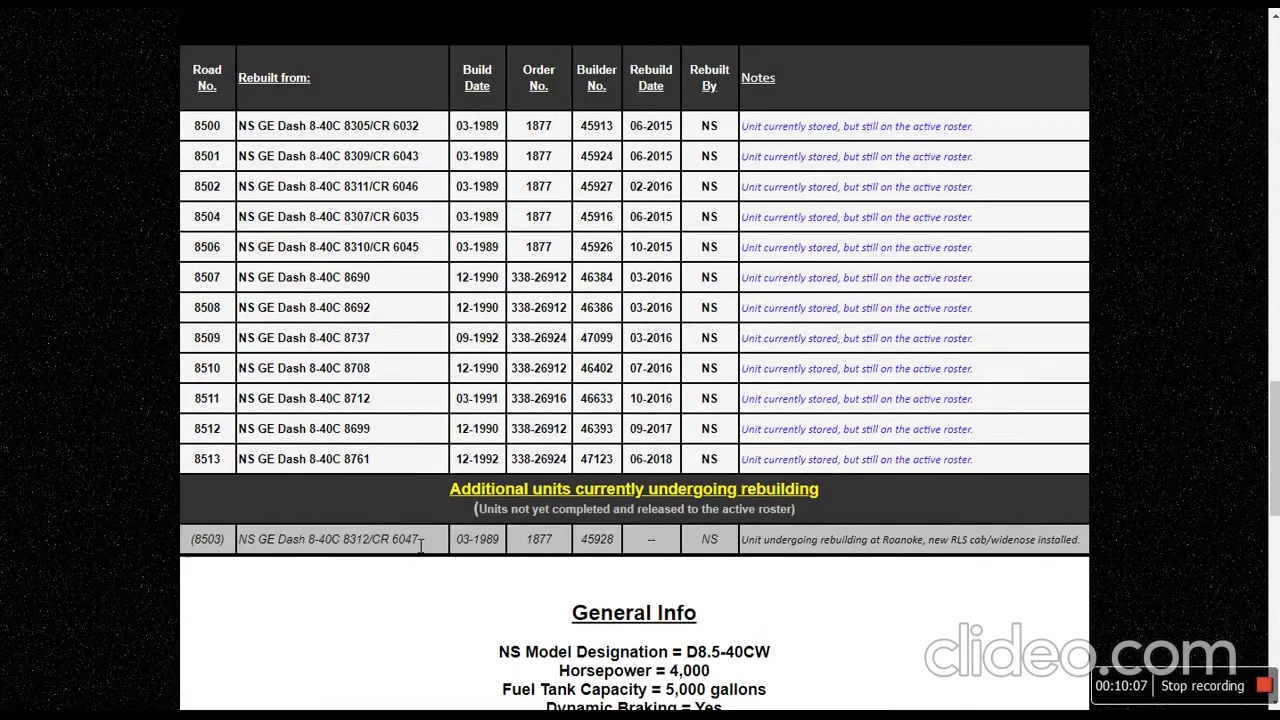 Road No. Rebuilt from: Build Date Order No. Builder No. Rebuild Date Rebuilt By Notes
8500 NS GE Dash 8-40C 8305/CR 6032 03-1989 1877 45913 06-2015 NS Unit currently stored, but still on the active roster.
8501 NS GE Dash 8-40C 8309/CR 6043 03-1989 1877 45924 06-2015 NS Unit currently stored, but still on the active roster.
8502 NS GE Dash 8-40C 8311/CR 6046 03-1989 1877 45927 02-2016 NS Unit currently stored, but still on the active roster.
8504 NS GE Dash 8-40C 8307/CR 6035 03-1989 1877 45916 06-2015 NS Unit currently stored, but still on the active roster.
8506 NS GE Dash 8-40C 8310/CR 6045 03-1989 1877 45926 10-2015 NS Unit currently stored, but still on the active roster.
8507 NS GE Dash 8-40C 8690 12-1990 338-26912 46384 03-2016 NS Unit currently stored, but still on the active roster.
8508 NS GE Dash 8-40C 8692 12-1990 338-26912 46386 03-2016 NS Unit currently stored, but still on the active roster.
8509 NS GE Dash 8-40C 8737 09-1992 338-26924 47099 03-2016 NS Unit currently stored, but still on the active roster.
8510 NS GE Dash 8-40C 8708 12-1990 338-26912 46402 07-2016 NS Unit currently stored, but still on the active roster.
8511 NS GE Dash 8-40C 8712 03-1991 338-26916 46633 10-2016 NS Unit currently stored, but still on the active roster.
8512 NS GE Dash 8-40C 8699 12-1990 338-26912 46393 09-2017 NS Unit currently stored, but still on the active roster.
8513 NS GE Dash 8-40C 8761 12-1992 338-26924 47123 06-2018 NS Unit currently stored, but still on the active roster.
Additional units currently undergoing rebuilding
(Units not yet completed and released to the active roster)
(8503) NS GE Dash 8-40C 8312/CR 6047 03-1989 1877 45928 -- NS Unit undergoing rebuilding at Roanoke, new RLS cab/widenose installed.
General Info
NS Model Designation = D8.5-40CW
Horsepower = 4,000
Fuel Tank Capacity = 5,000 gallons
Dynamic Braking = Yes
clideo.com
00:10:07 Stop recording